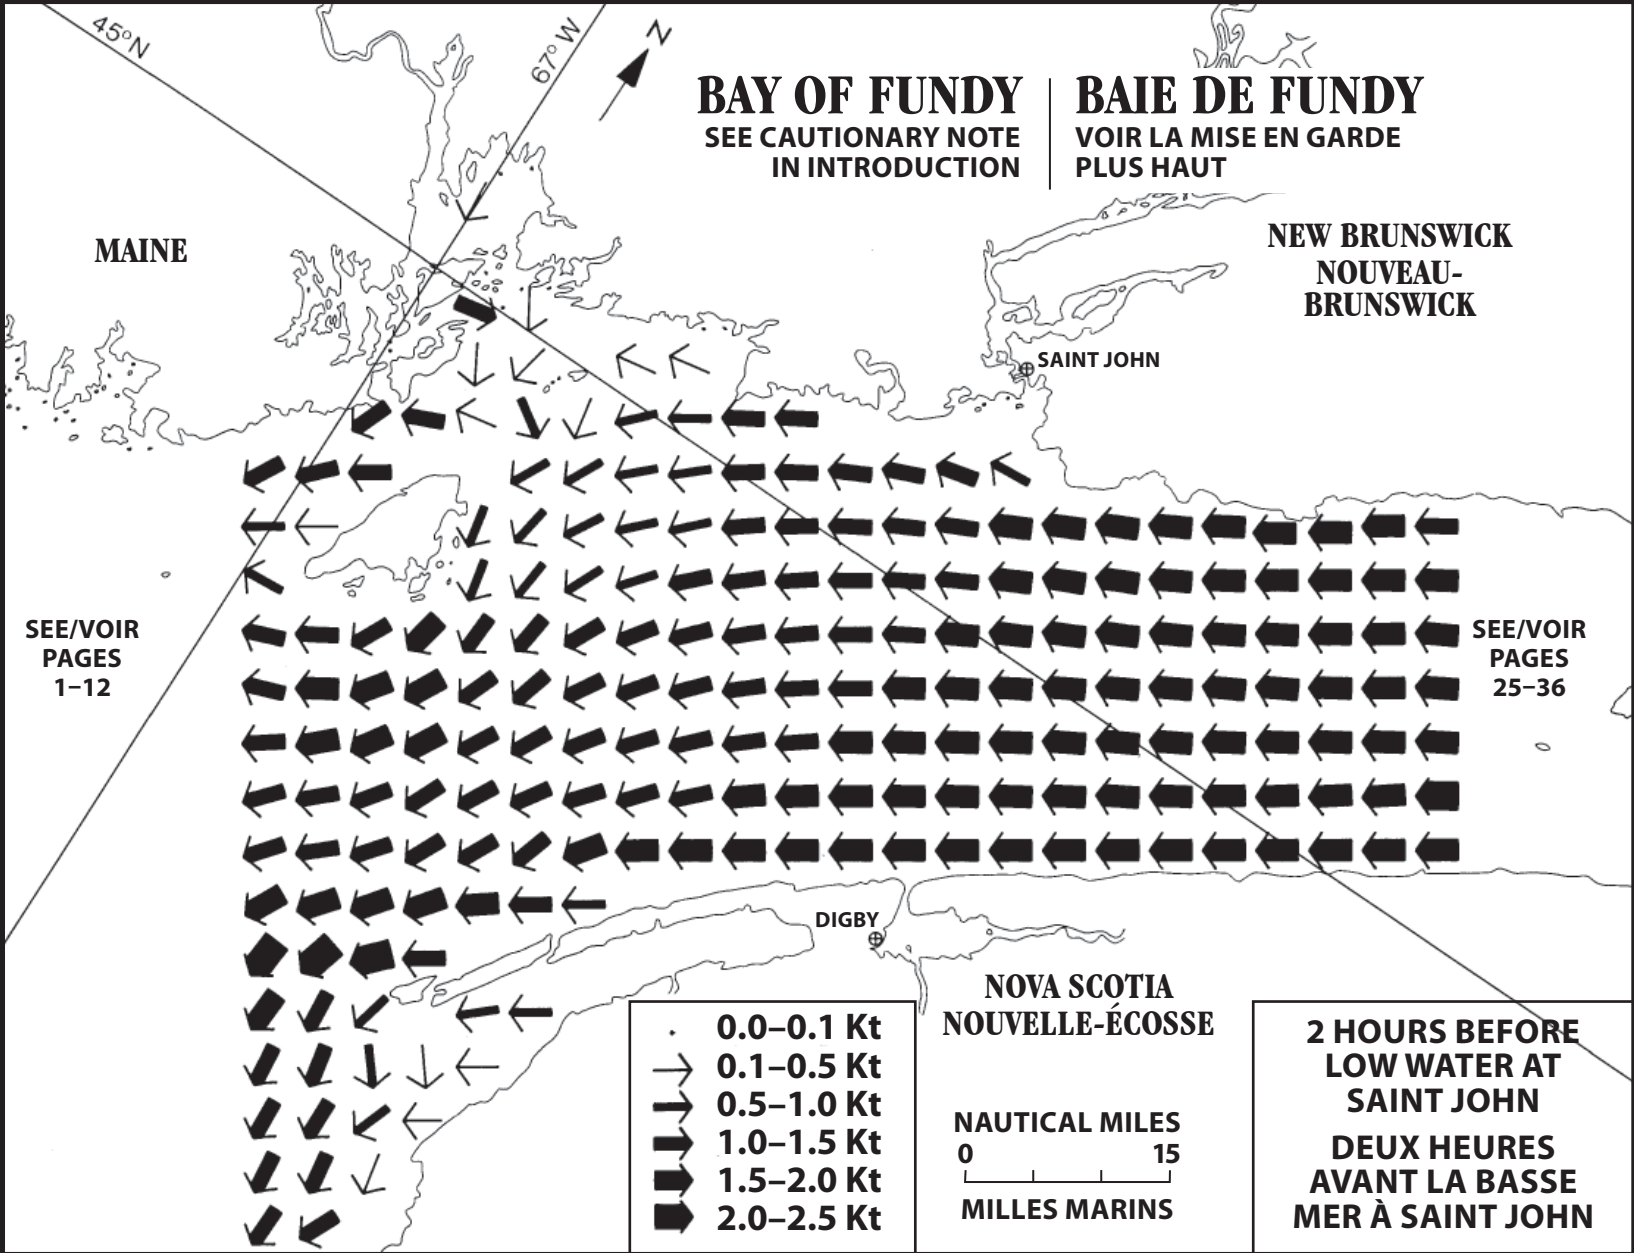 45°N
67° W
Z
BAY OF FUNDY
SEE CAUTIONARY NOTE
IN INTRODUCTION
BAIE DE FUNDY
VOIR LA MISE EN GARDE
PLUS HAUT
MAINE
NEW BRUNSWICK
NOUVEAU-
BRUNSWICK
SAINT JOHN
SEE/VOIR
PAGES
1–12
SEE/VOIR
PAGES
25–36
DIGBY
NOVA SCOTIA
NOUVELLE-ÉCOSSE
0.0–0.1 Kt
0.1–0.5 Kt
0.5–1.0 Kt
1.0–1.5 Kt
1.5–2.0 Kt
2.0–2.5 Kt
NAUTICAL MILES
0 15
MILLES MARINS
2 HOURS BEFORE
LOW WATER AT
SAINT JOHN
DEUX HEURES
AVANT LA BASSE
MER À SAINT JOHN